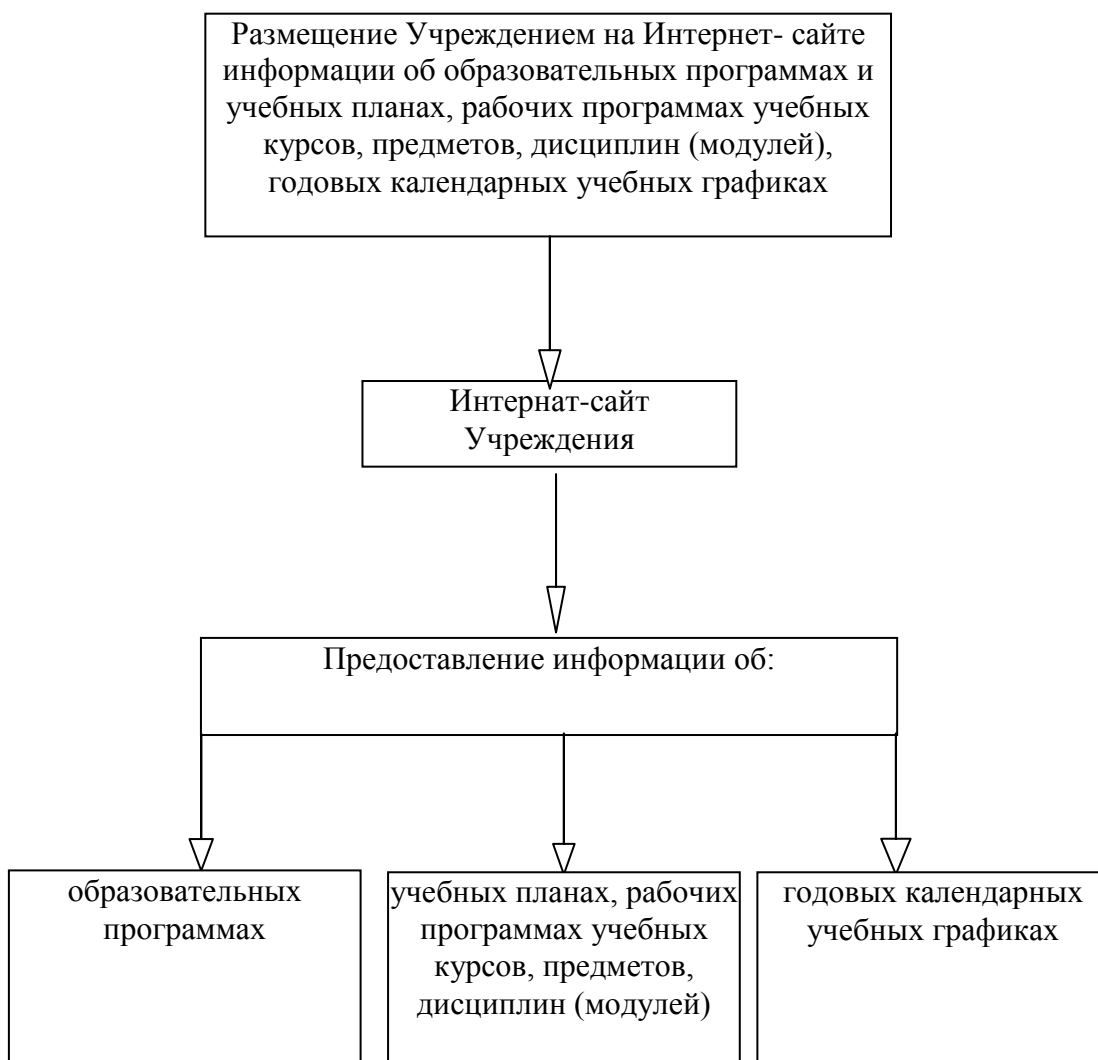 Размещение Учреждением на Интернет- сайте
информации об образовательных программах и
учебных планах, рабочих программах учебных
курсов, предметов, дисциплин (модулей),
годовых календарных учебных графиках
Интернат-сайт
Учреждения
Предоставление информации об:
образовательных
программах
учебных планах, рабочих
программах учебных
курсов, предметов,
дисциплин (модулей)
годовых календарных
учебных графиках